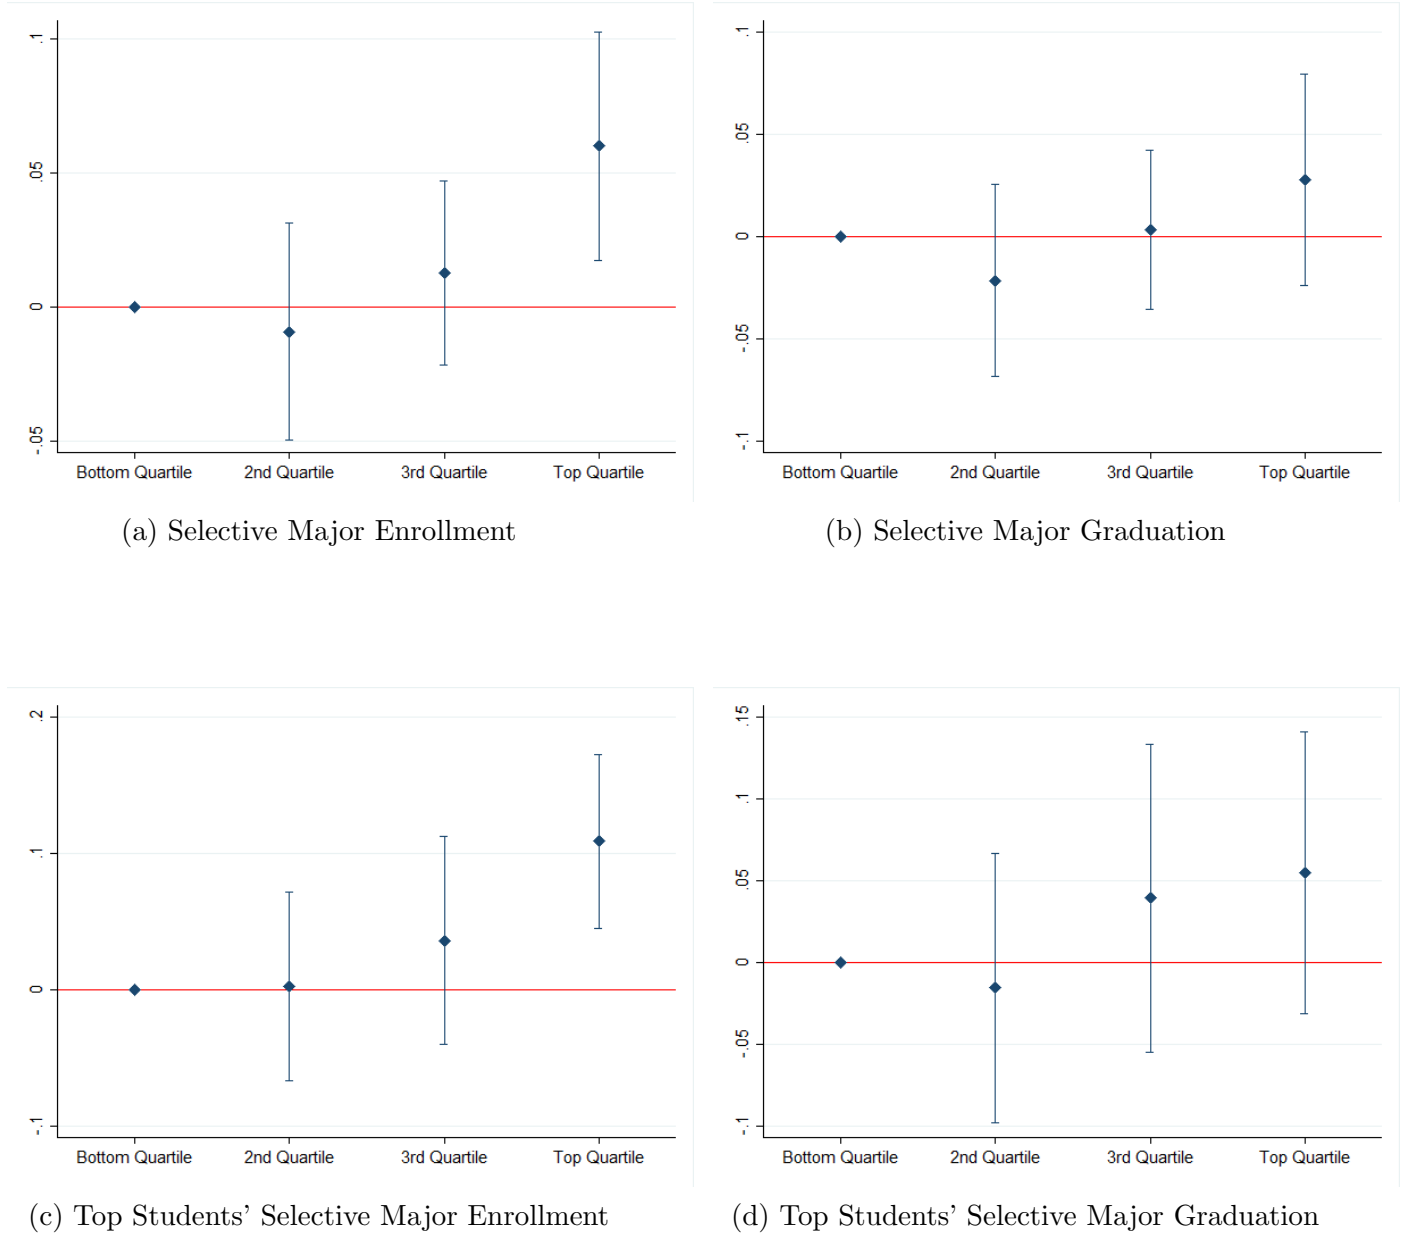 .1
.05
0
-.05
Bottom Quartile 2nd Quartile 3rd Quartile Top Quartile
(a) Selective Major Enrollment
.1
.05
0
-.05
-.1
Bottom Quartile 2nd Quartile 3rd Quartile Top Quartile
(b) Selective Major Graduation
.2
.1
0
-.1
Bottom Quartile 2nd Quartile 3rd Quartile Top Quartile
(c) Top Students’ Selective Major Enrollment
.15
.1
.05
0
-.05
-.1
Bottom Quartile 2nd Quartile 3rd Quartile Top Quartile
(d) Top Students’ Selective Major Graduation